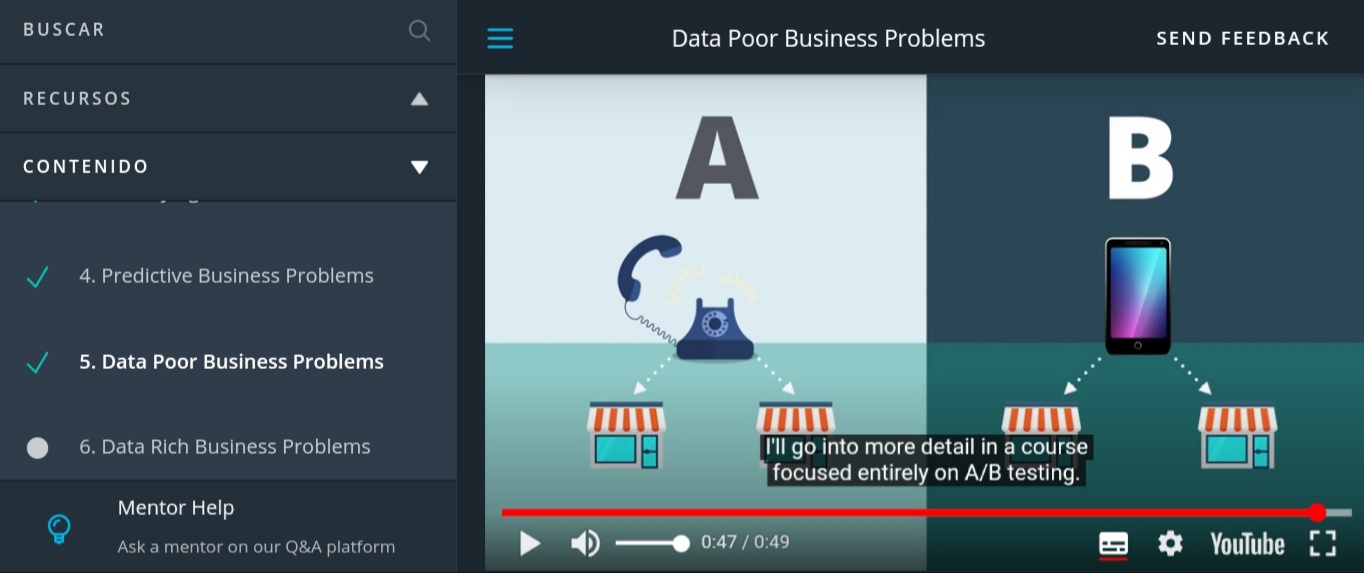 BUSCAR
RECURSOS
CONTENIDO
4. Predictive Business Problems
5. Data Poor Business Problems
6. Data Rich Business Problems
Mentor Help
Ask a mentor on our Q&A platform
Data Poor Business Problems
SEND FEEDBACK
A
B
I'll go into more detail in a course
focused entirely on A/B testing.
0:47 / 0:49
YouTube